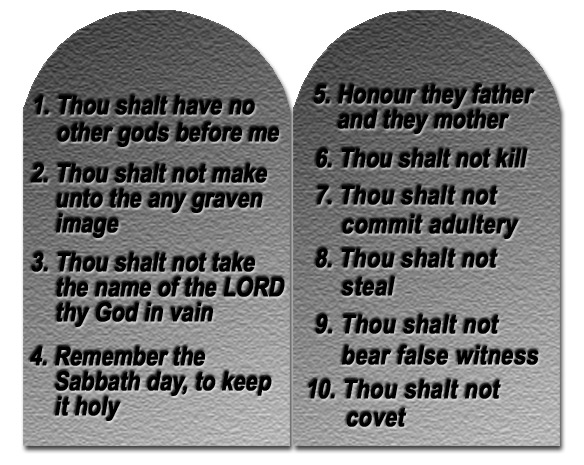 1. Thou shalt have no
other gods before me
2. Thou shalt not make
unto the any graven
image
3. Thou shalt not take
the name of the LORD
thy God in vain
4. Remember the
Sabbath day, to keep
it holy
5. Honour they father
and they mother
6. Thou shalt not kill
7. Thou shalt not
commit adultery
8. Thou shalt not
steal
9. Thou shalt not
bear false witness
10. Thou shalt not
covet